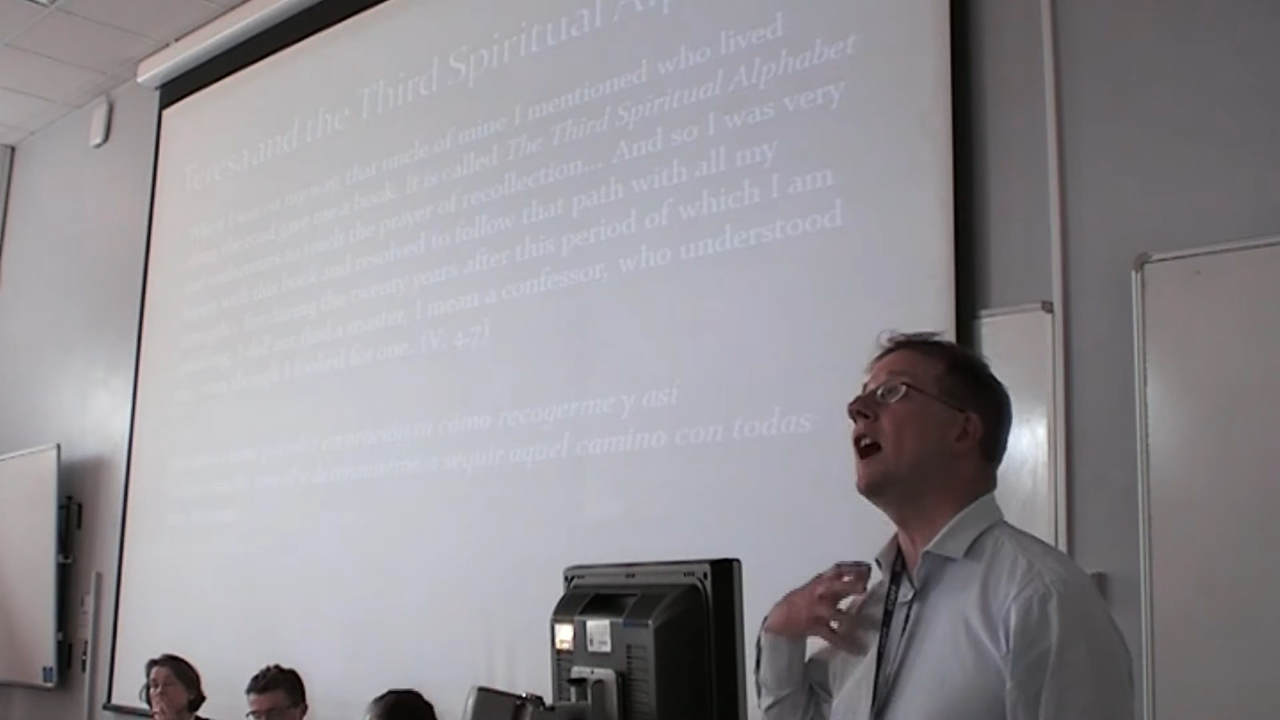 Teresa and the Third Spiritual
When I was on my way, that uncle of mine I mentioned who lived
along the road gave me a book. It is called The Third Spiritual Alphabet
and endeavors to teach the prayer of recollection... And so I was very
happy with this book and resolved to follow that path with all my
strength... For during the twenty years after this period of which I am
speaking, I did not find a master, I mean a confessor, who understood
me, even though I looked for one. (V: 4.7)
en oración ni cómo recogerme y así
determiné a seguir aquel camino con todas